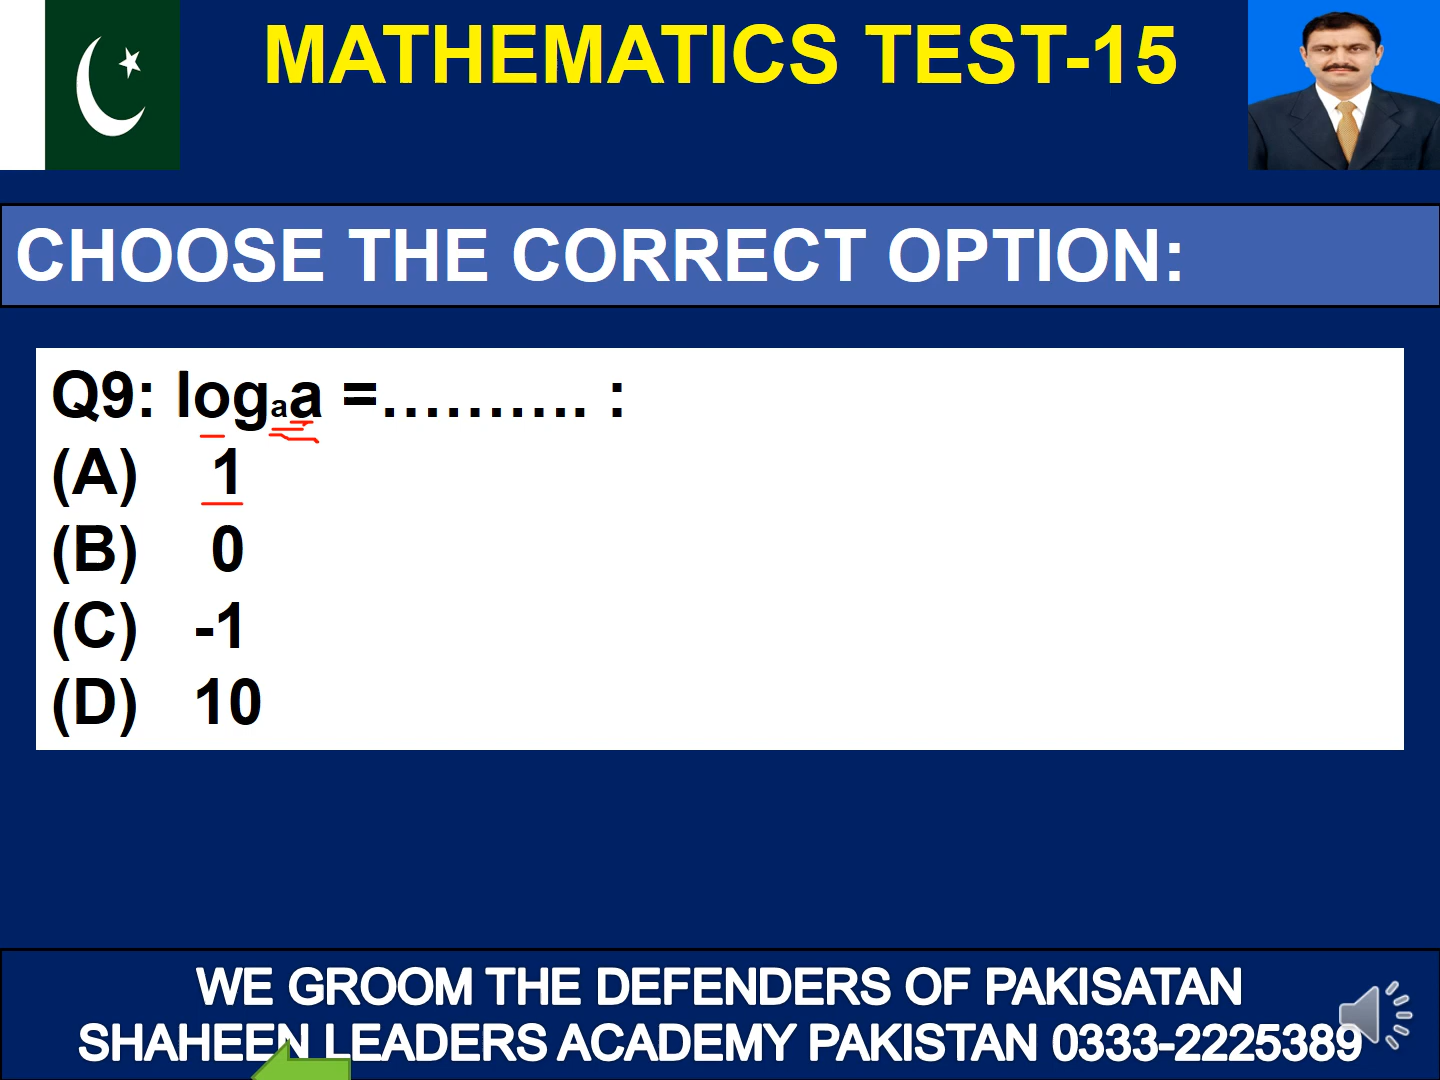 MATHEMATICS TEST-15
CHOOSE THE CORRECT OPTION:
Q9: logₐa =………. :
(A) 1
(B) 0
(C) -1
(D) 10
WE GROOM THE DEFENDERS OF PAKISATAN
SHAHEEN LEADERS ACADEMY PAKISTAN 0333-2225389